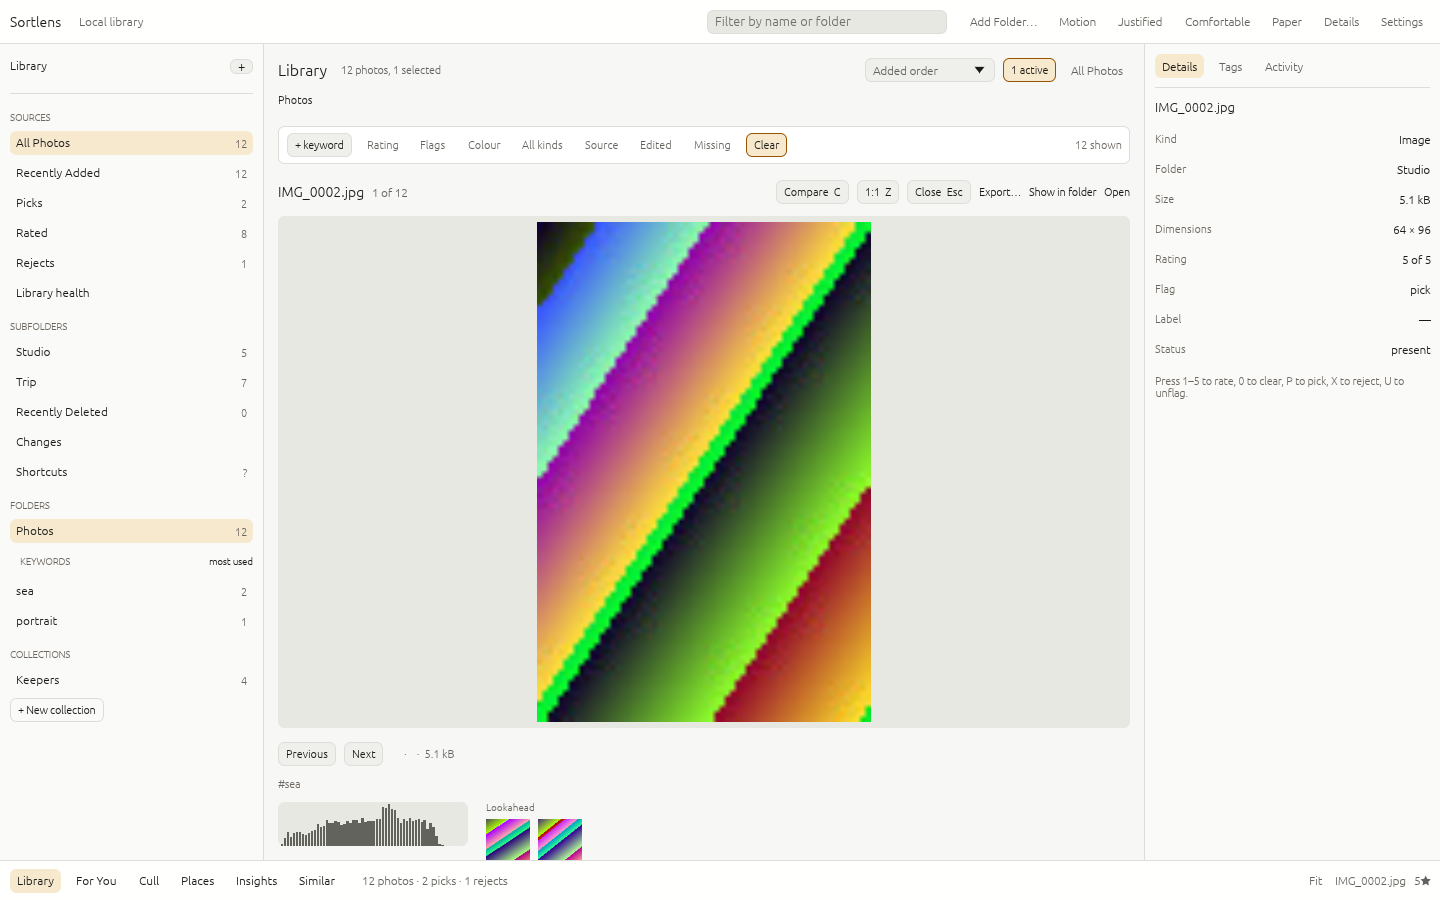 Sortlens Local library Filter by name or folder Add Folder… Motion Justified Comfortable Paper Details Settings
Library +
SOURCES
All Photos 12
Recently Added 12
Picks 2
Rated 8
Rejects 1
Library health
SUBFOLDERS
Studio 5
Trip 7
Recently Deleted 0
Changes
Shortcuts ?
FOLDERS
Photos 12
KEYWORDS most used
sea 2
portrait 1
COLLECTIONS
Keepers 4
+ New collection
Library 12 photos, 1 selected Added order 1 active All Photos
Photos
+ keyword Rating Flags Colour All kinds Source Edited Missing Clear 12 shown
IMG_0002.jpg 1 of 12 Compare C 1:1 Z Close Esc Export… Show in folder Open
Previous Next · · 5.1 kB
#sea
Lookahead
Details Tags Activity
IMG_0002.jpg
Kind Image
Folder Studio
Size 5.1 kB
Dimensions 64 × 96
Rating 5 of 5
Flag pick
Label —
Status present
Press 1–5 to rate, 0 to clear, P to pick, X to reject, U to
unflag.
Library For You Cull Places Insights Similar 12 photos · 2 picks · 1 rejects Fit IMG_0002.jpg 5★